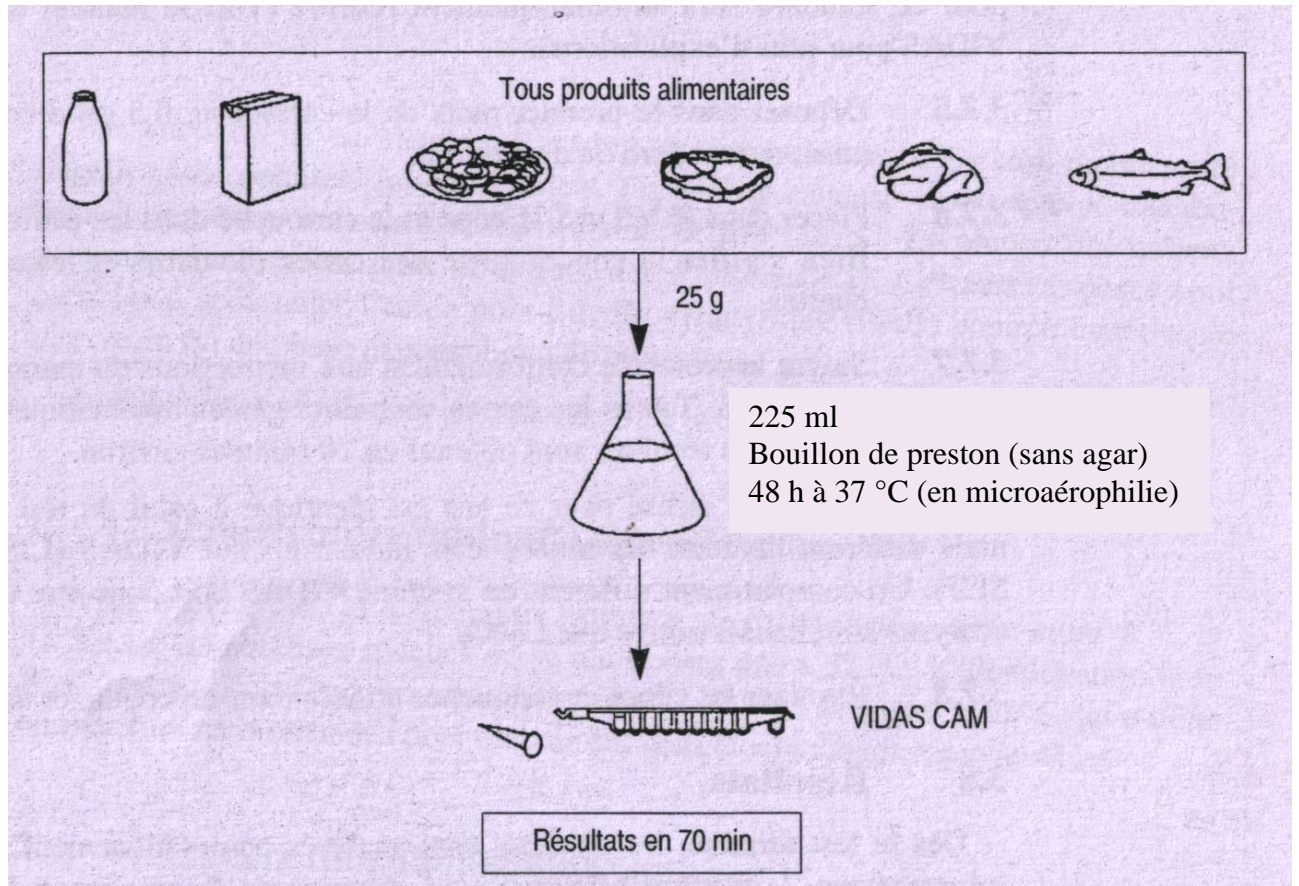 Tous produits alimentaires
25 g
225 ml
Bouillon de preston (sans agar)
48 h à 37 °C (en microaérophilie)
VIDAS CAM
Résultats en 70 min